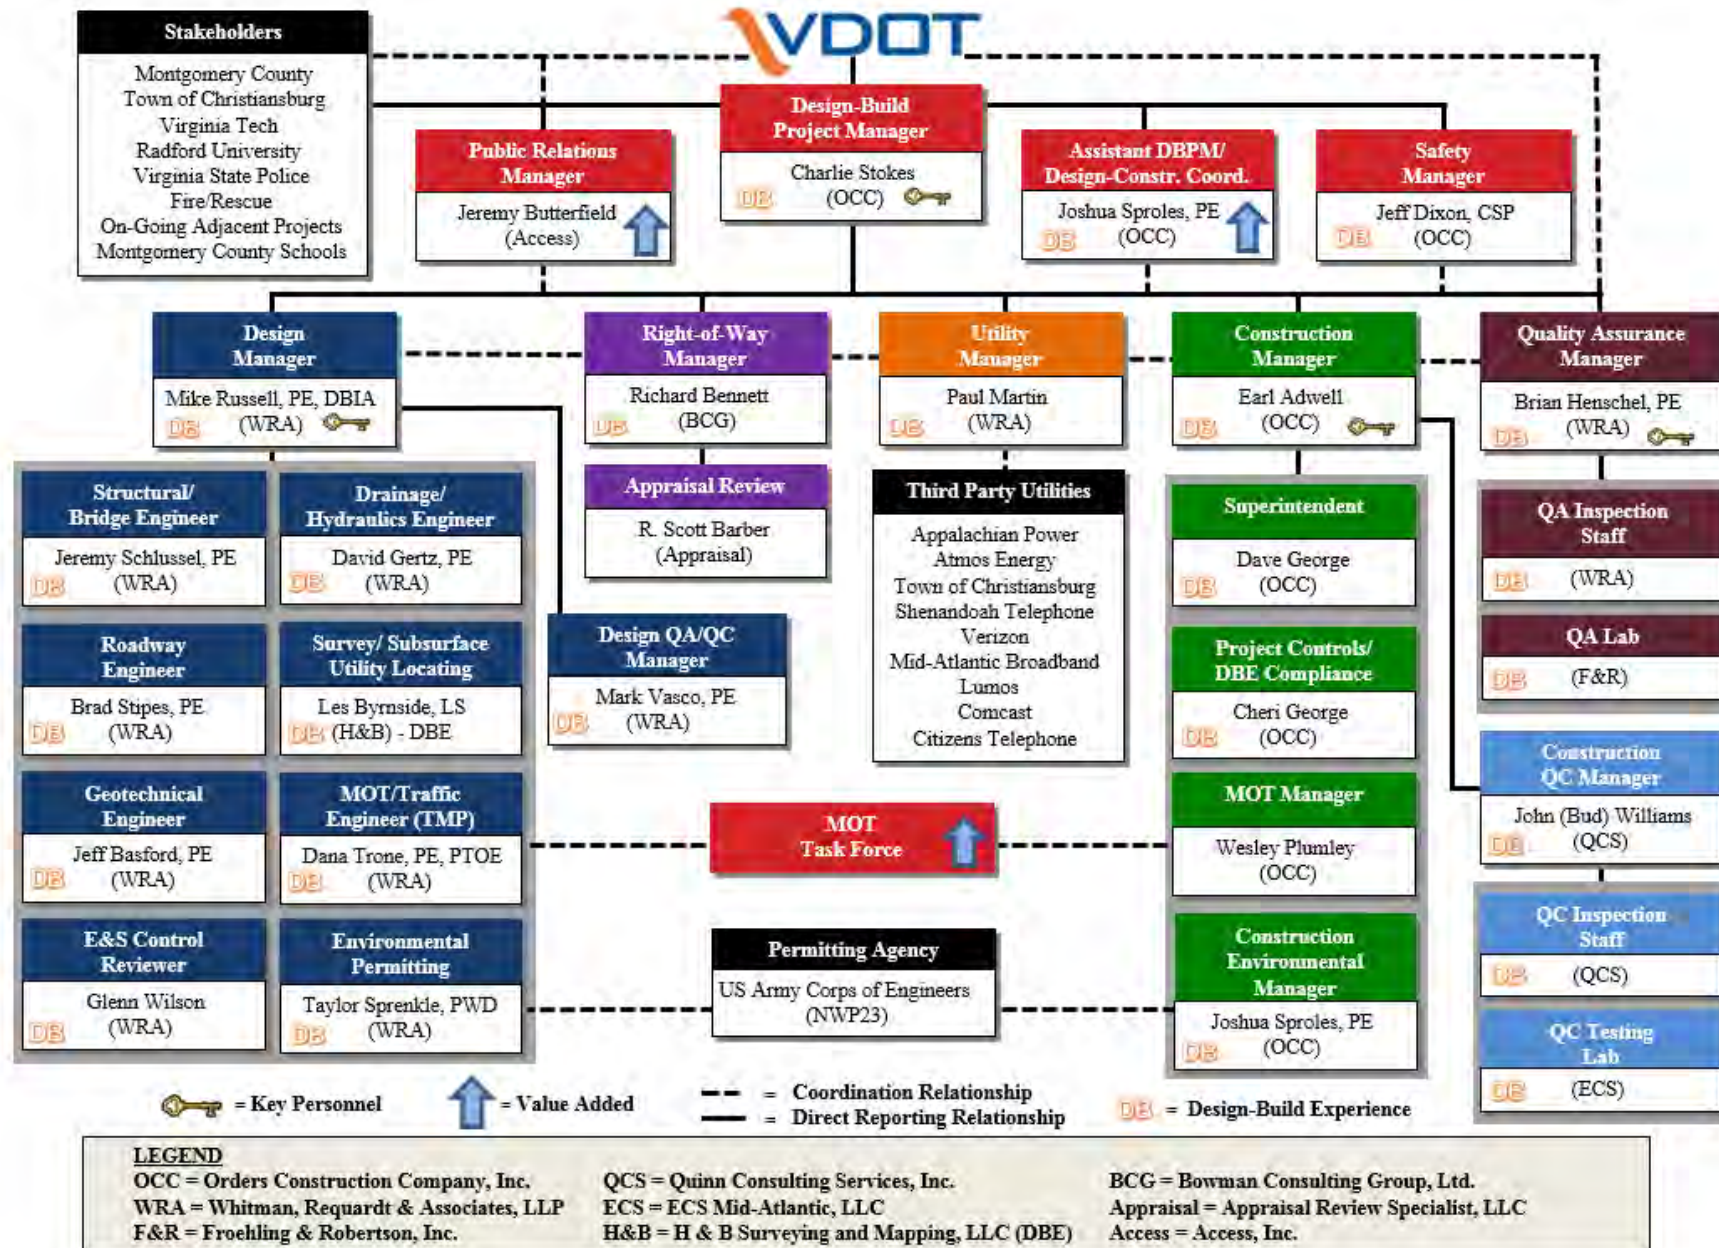 VDOT
Stakeholders
Montgomery County
Town of Christiansburg
Virginia Tech
Radford University
Virginia State Police
Fire/Rescue
On-Going Adjacent Projects
Montgomery County Schools
Design-Build
Project Manager
Charlie Stokes
DB (OCC)
Public Relations
Manager
Jeremy Butterfield
(Access)
Assistant DBPM/
Design-Constr. Coord.
Joshua Sproles, PE
DB (OCC)
Safety
Manager
Jeff Dixon, CSP
DB (OCC)
Design
Manager
Mike Russell, PE, DBIA
DB (WRA)
Right-of-Way
Manager
Richard Bennett
DB (BCG)
Utility
Manager
Paul Martin
DB (WRA)
Construction
Manager
Earl Adwell
DB (OCC)
Quality Assurance
Manager
Brian Henschel, PE
DB (WRA)
Structural/
Bridge Engineer
Jeremy Schlussel, PE
DB (WRA)
Drainage/
Hydraulics Engineer
David Gertz, PE
DB (WRA)
Appraisal Review
R. Scott Barber
(Appraisal)
Third Party Utilities
Appalachian Power
Atmos Energy
Town of Christiansburg
Shenandoah Telephone
Verizon
Mid-Atlantic Broadband
Lumos
Comcast
Citizens Telephone
Superintendent
Dave George
DB (OCC)
QA Inspection
Staff
DB (WRA)
Roadway
Engineer
Brad Stipes, PE
DB (WRA)
Survey/ Subsurface
Utility Locating
Les Byrnside, LS
DB (H&B) - DBE
Design QA/QC
Manager
Mark Vasco, PE
DB (WRA)
Project Controls/
DBE Compliance
Cheri George
DB (OCC)
QA Lab
DB (F&R)
Geotechnical
Engineer
Jeff Basford, PE
DB (WRA)
MOT/Traffic
Engineer (TMP)
Dana Trone, PE, PTOE
DB (WRA)
MOT
Task Force
MOT Manager
Wesley Plumley
(OCC)
Construction
QC Manager
John (Bud) Williams
DB (QCS)
E&S Control
Reviewer
Glenn Wilson
DB (WRA)
Environmental
Permitting
Taylor Sprenkle, PWD
DB (WRA)
Permitting Agency
US Army Corps of Engineers
(NWP23)
Construction
Environmental
Manager
Joshua Sproles, PE
DB (OCC)
QC Inspection
Staff
DB (QCS)
QC Testing
Lab
DB (ECS)
= Key Personnel
= Value Added
= Coordination Relationship
= Direct Reporting Relationship
DB = Design-Build Experience
LEGEND
OCC = Orders Construction Company, Inc.
WRA = Whitman, Requardt & Associates, LLP
F&R = Froehling & Robertson, Inc.
QCS = Quinn Consulting Services, Inc.
ECS = ECS Mid-Atlantic, LLC
H&B = H & B Surveying and Mapping, LLC (DBE)
BCG = Bowman Consulting Group, Ltd.
Appraisal = Appraisal Review Specialist, LLC
Access = Access, Inc.